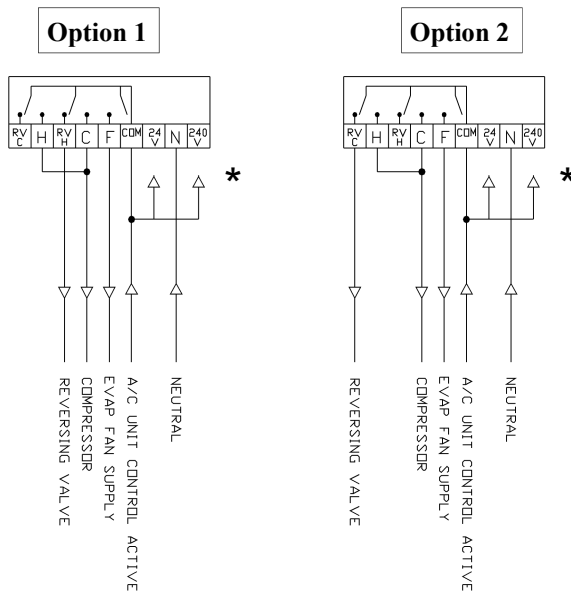 Option 1
RV C H RV H C F COM 24 V N 240 V
*
REVERSING VALVE
COMPRESSOR
EVAP FAN SUPPLY
A/C UNIT CONTROL ACTIVE
NEUTRAL
Option 2
RV C H RV H C F COM 24 V N 240 V
*
REVERSING VALVE
COMPRESSOR
EVAP FAN SUPPLY
A/C UNIT CONTROL ACTIVE
NEUTRAL